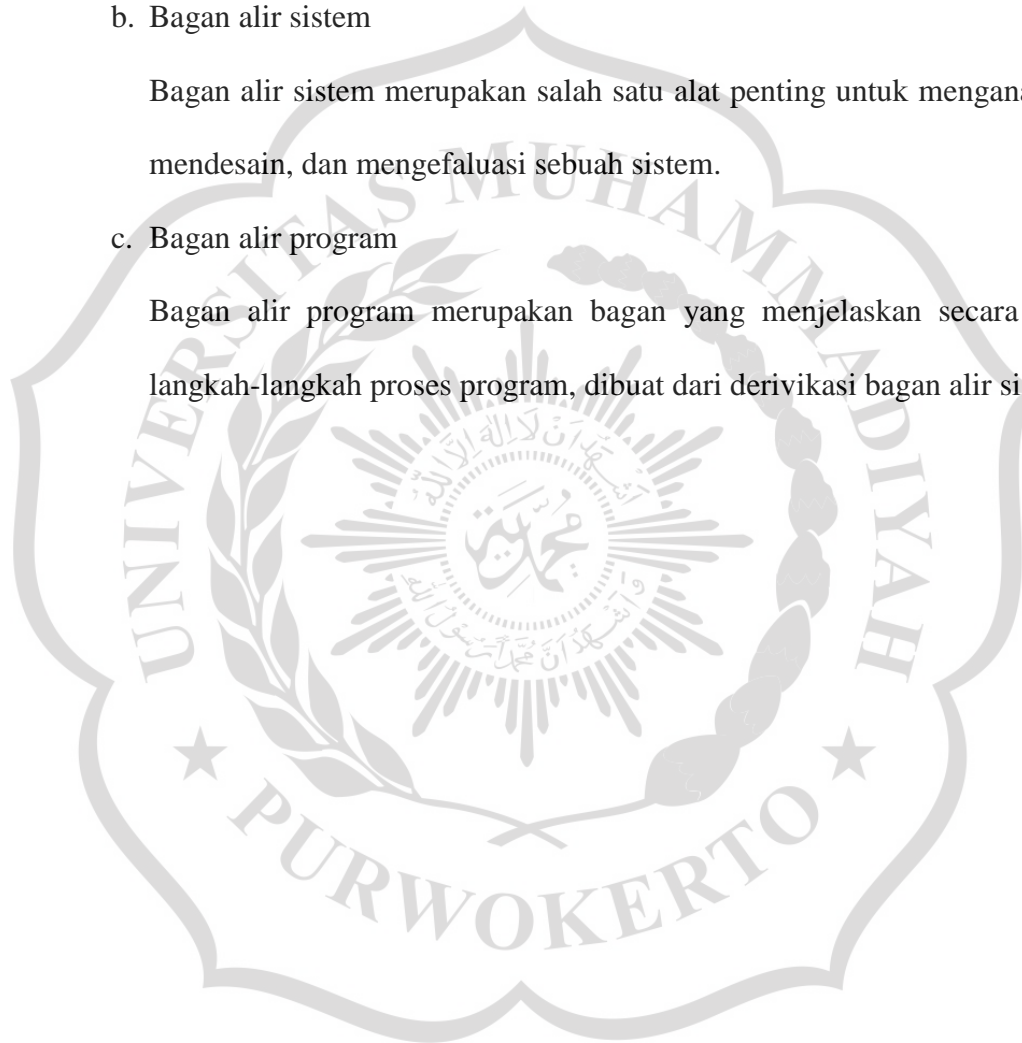 b. Bagan alir sistem
Bagan alir sistem merupakan salah satu alat penting untuk mengana
mendesain, dan mengefaluasi sebuah sistem.
c. Bagan alir program
Bagan alir program merupakan bagan yang menjelaskan secara
langkah-langkah proses program, dibuat dari derivikasi bagan alir si
UNIVERSITAS MUHAMMADIYAH
PURWOKERTO